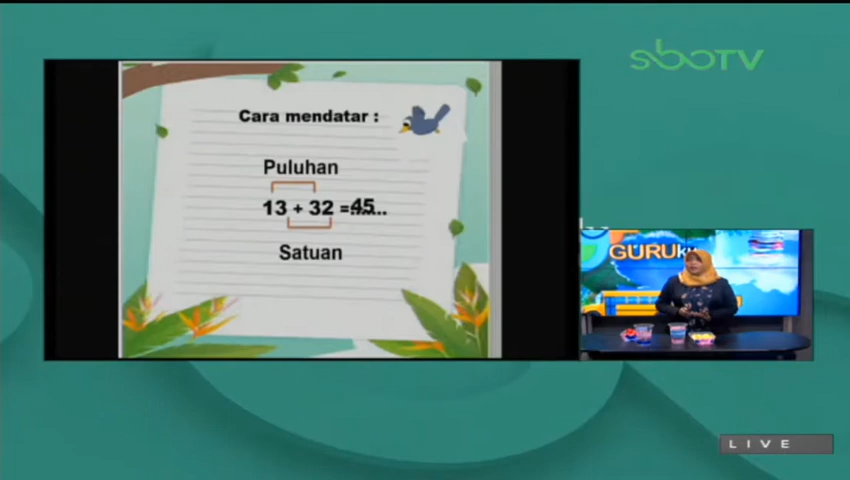 sboTV
Cara mendatar :
Puluhan
13 + 32 =45......
Satuan
GURUku
LIVE